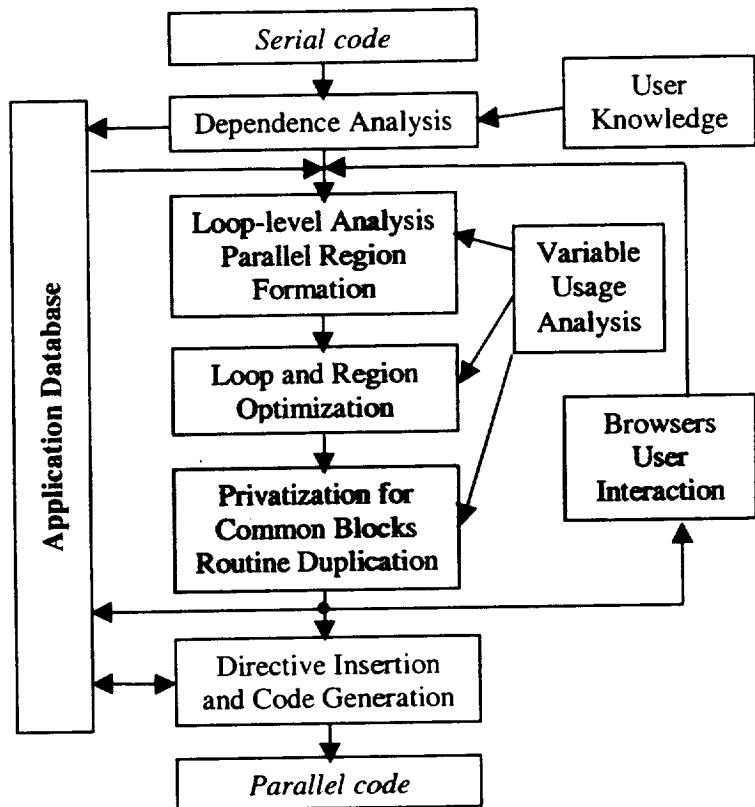 Serial code
Dependence Analysis
User
Knowledge
Application Database
Loop-level Analysis
Parallel Region
Formation
Variable
Usage
Analysis
Loop and Region
Optimization
Browsers
User
Interaction
Privatization for
Common Blocks
Routine Duplication
Directive Insertion
and Code Generation
Parallel code